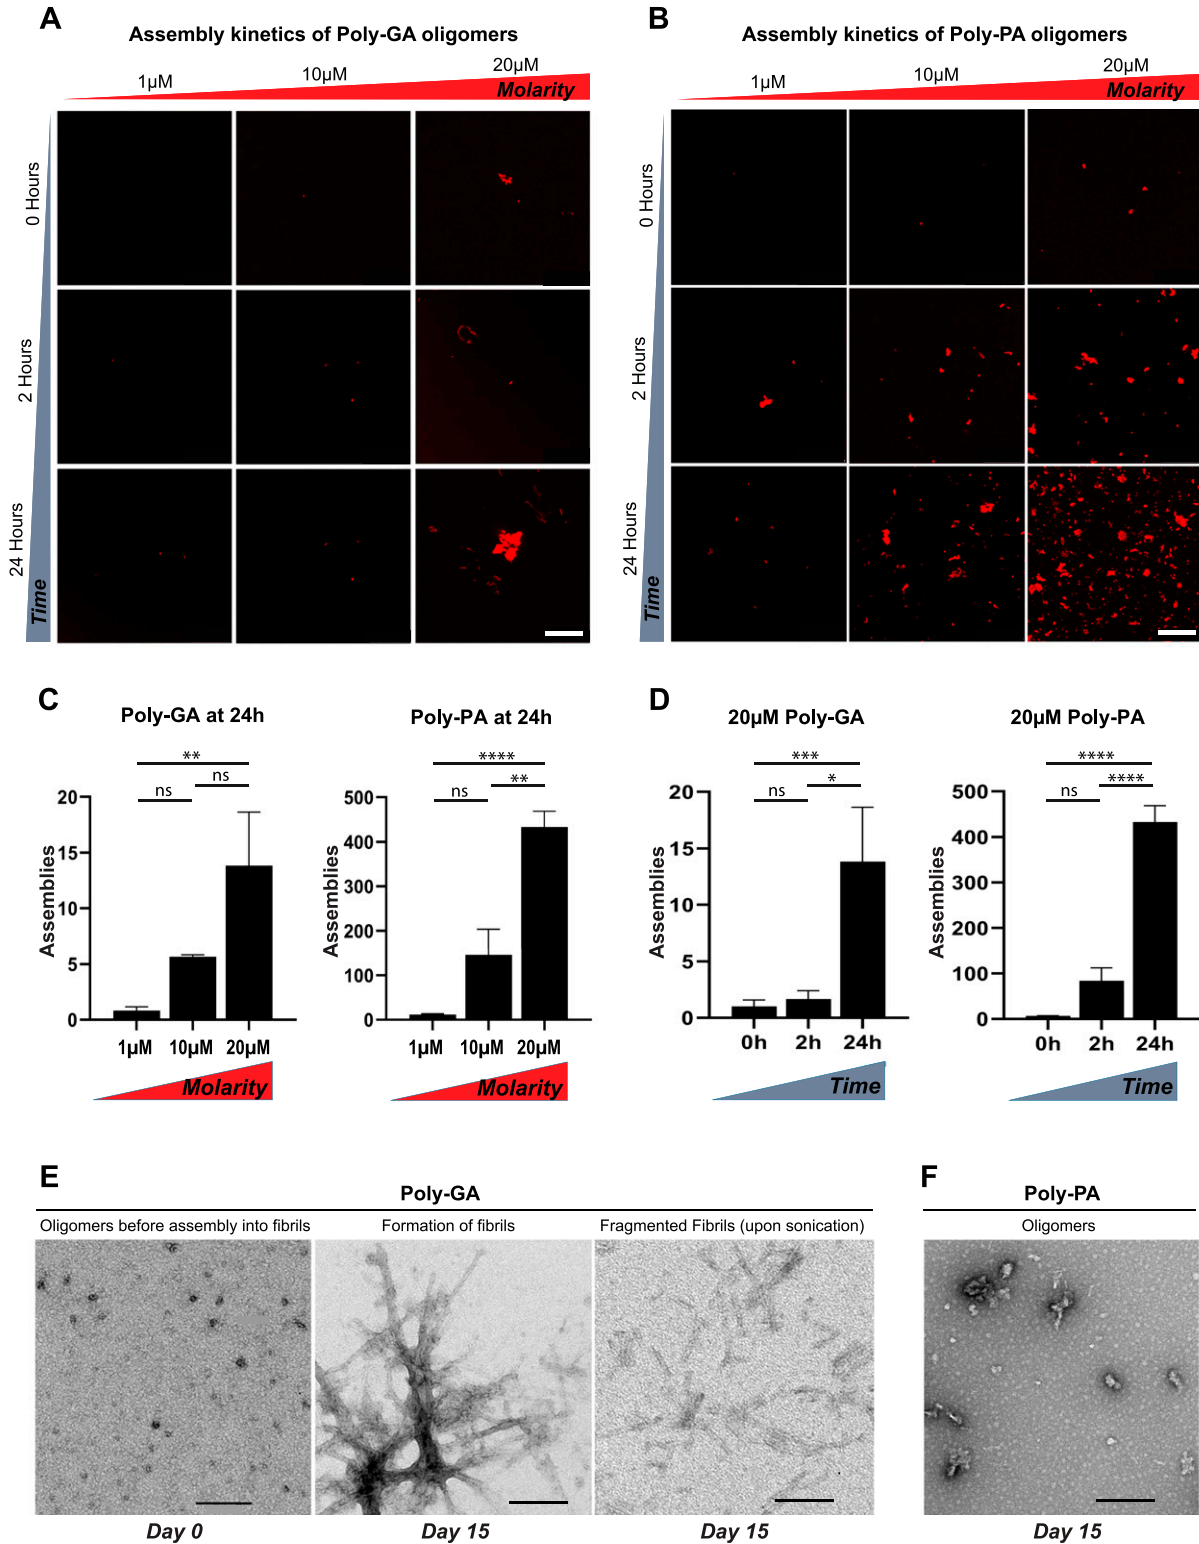 A
Assembly kinetics of Poly-GA oligomers
1µM
10µM
20µM
Molarity
0 Hours
2 Hours
24 Hours
Time
B
Assembly kinetics of Poly-PA oligomers
1µM
10µM
20µM
Molarity
0 Hours
2 Hours
24 Hours
Time
C
Poly-GA at 24h
**
ns
ns
Assemblies
20
15
10
5
0
1µM
10µM
20µM
Molarity
Poly-PA at 24h
****
**
ns
Assemblies
500
400
300
200
100
0
1µM
10µM
20µM
Molarity
D
20µM Poly-GA
***
*
ns
Assemblies
20
15
10
5
0
0h
2h
24h
Time
20µM Poly-PA
****
****
ns
Assemblies
500
400
300
200
100
0
0h
2h
24h
Time
E
Poly-GA
Oligomers before assembly into fibrils
Formation of fibrils
Fragmented Fibrils (upon sonication)
Day 0
Day 15
Day 15
F
Poly-PA
Oligomers
Day 15